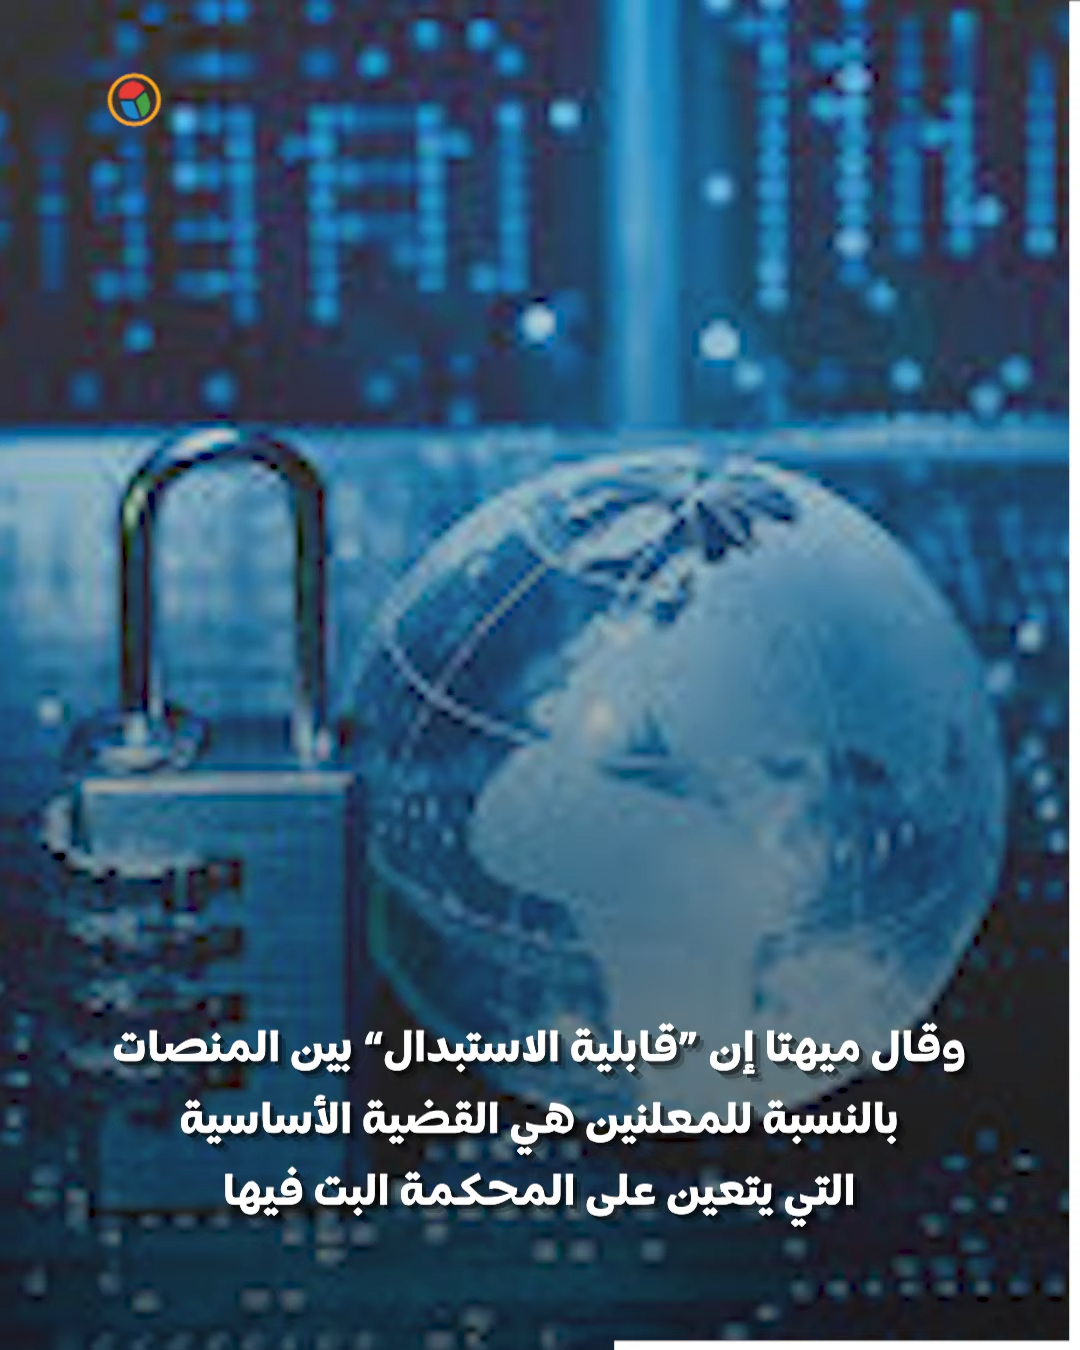 وقال ميهتا إن ”قابلية الاستبدال“ بين المنصات
بالنسبة للمعلنين هي القضية الأساسية
التي يتعين على المحكمة البت فيها